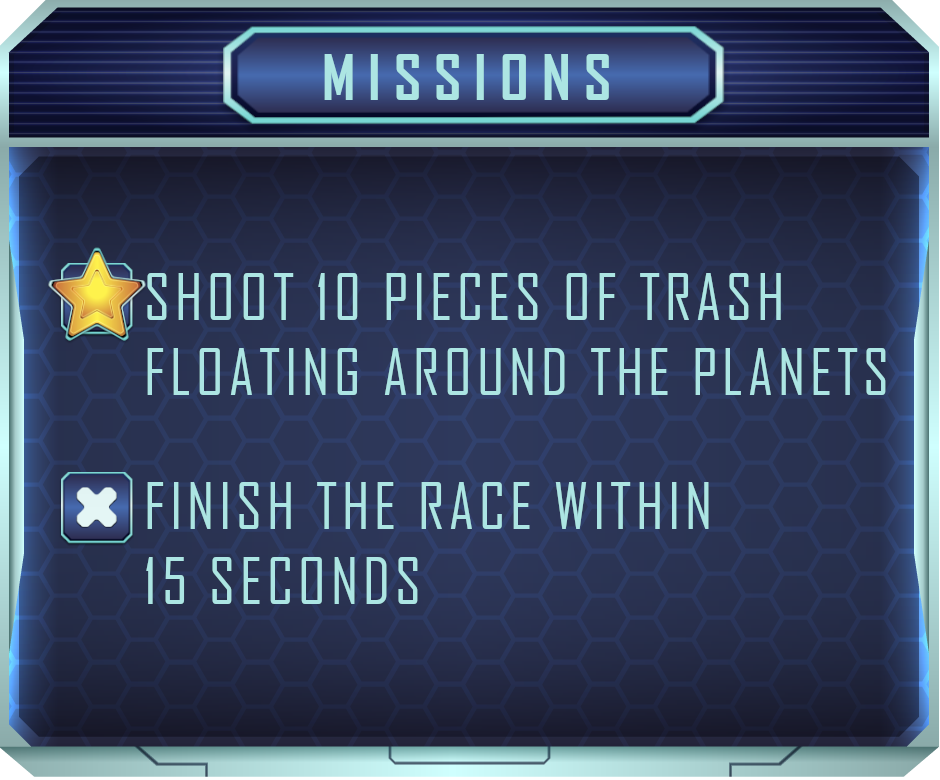 MISSIONS
SHOOT 10 PIECES OF TRASH
FLOATING AROUND THE PLANETS
FINISH THE RACE WITHIN
15 SECONDS